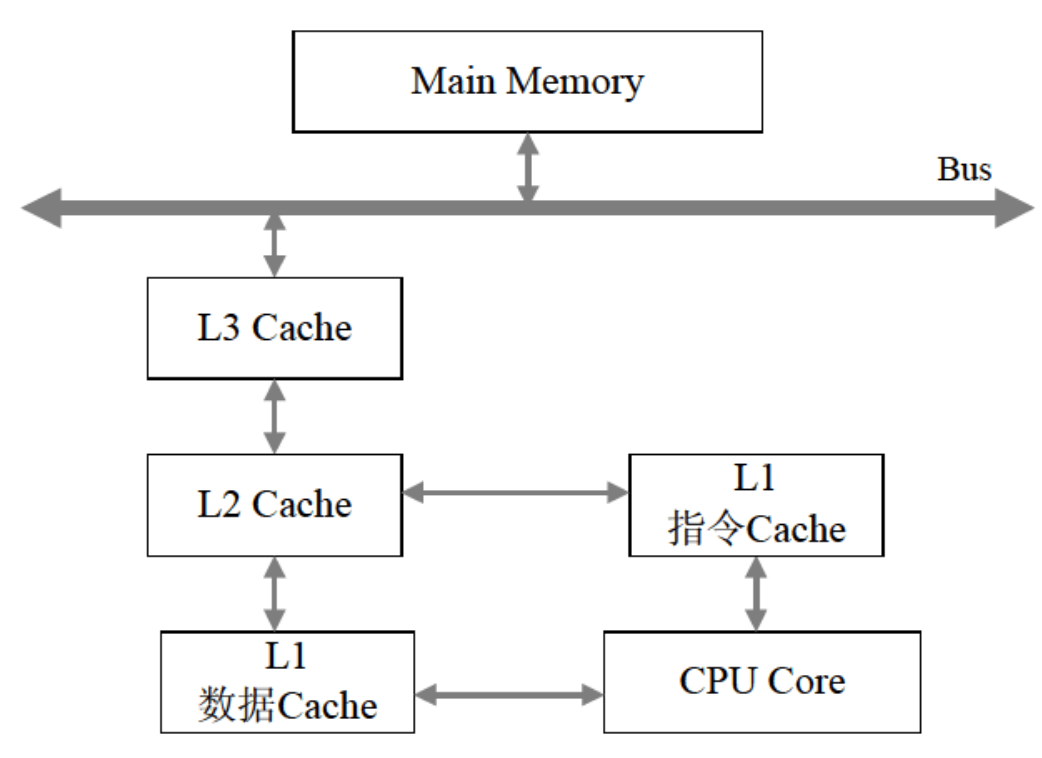 Main Memory
Bus
L3 Cache
L2 Cache
L1
指令Cache
L1
数据Cache
CPU Core